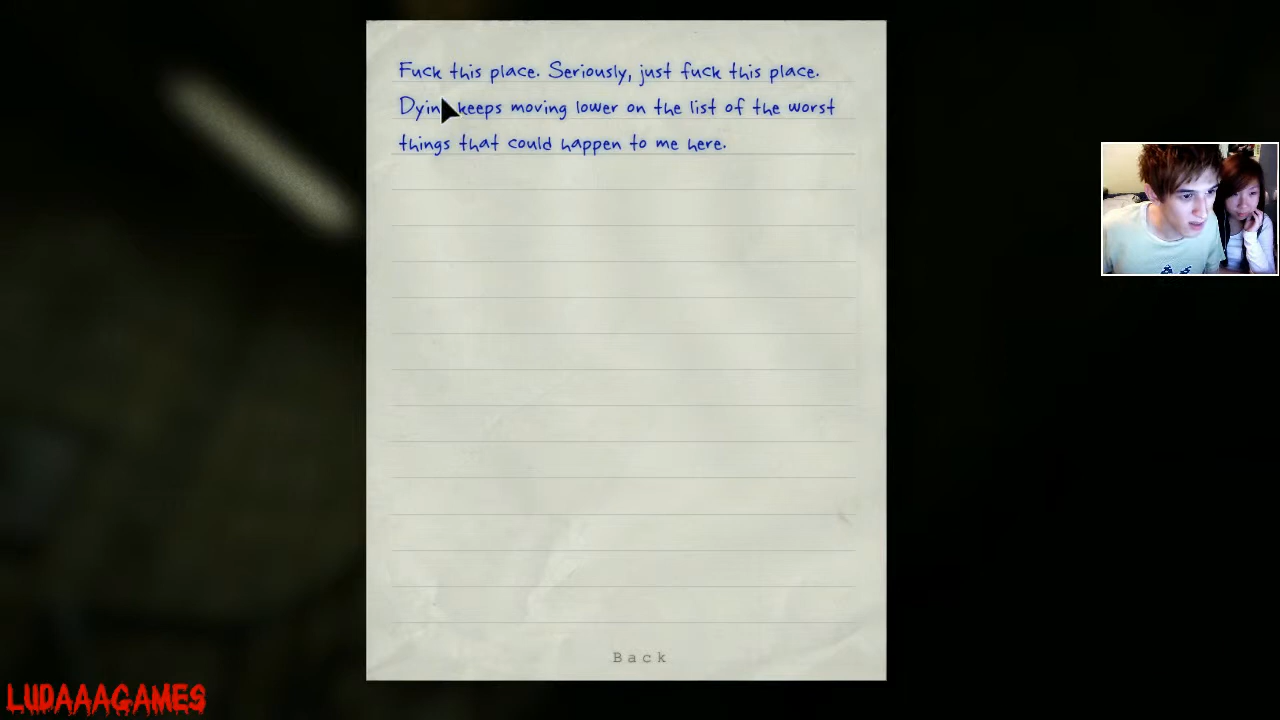 Fuck this place. Seriously, just fuck this place.
Dyin keeps moving lower on the list of the worst
things that could happen to me here.
Back
LUDAAAGAMES